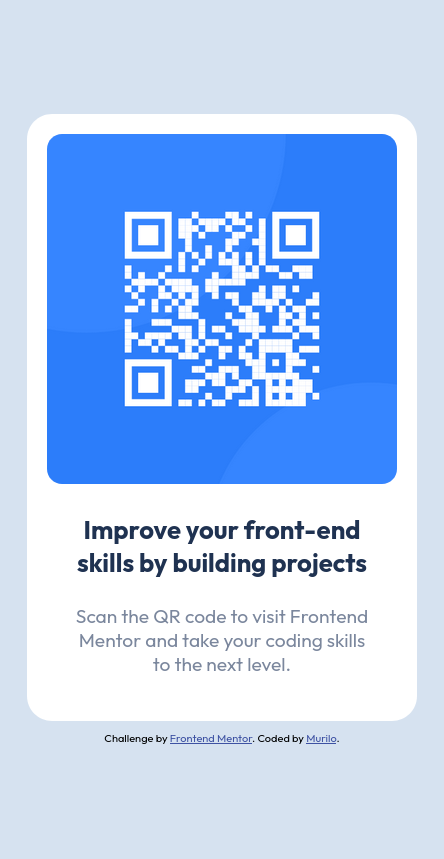 Improve your front-end
skills by building projects
Scan the QR code to visit Frontend
Mentor and take your coding skills
to the next level.
Challenge by Frontend Mentor. Coded by Murilo.